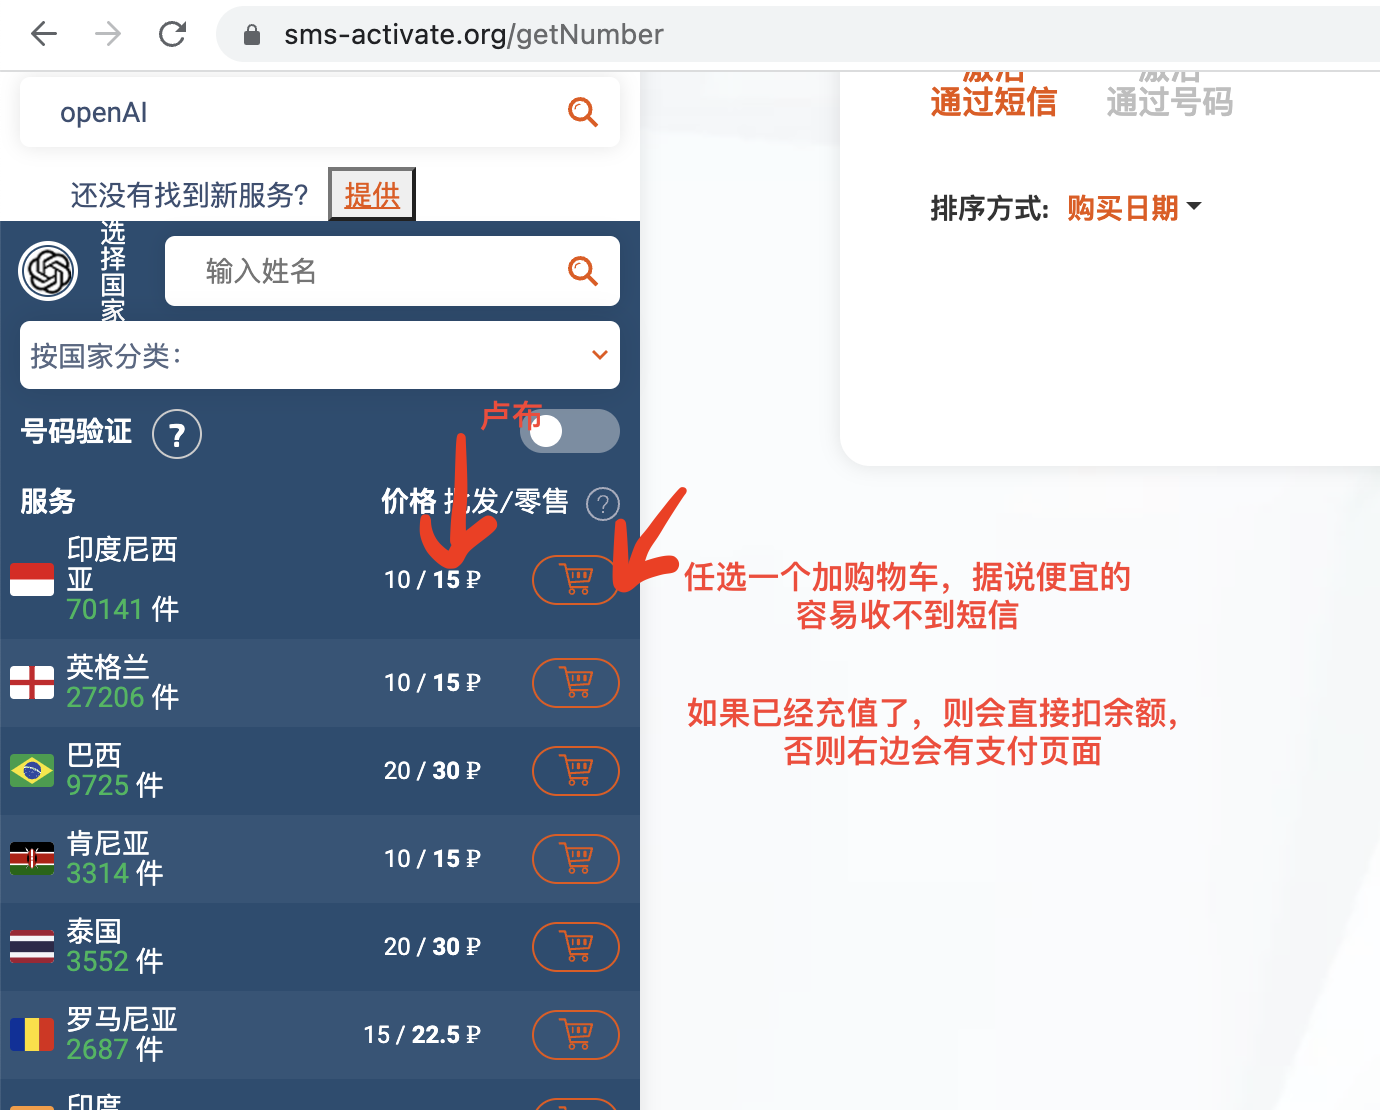 sms-activate.org/getNumber
openAI
还没有找到新服务? 提供
选择国家
输入姓名
按国家分类:
号码验证 ?
卢布
服务
价格 批发/零售 ?
印度尼西亚
70141 件
10 / 15 ₽
英格兰
27206 件
10 / 15 ₽
巴西
9725 件
20 / 30 ₽
肯尼亚
3314 件
10 / 15 ₽
泰国
3552 件
20 / 30 ₽
罗马尼亚
2687 件
15 / 22.5 ₽
印度
激活
通过短信
激活
通过号码
排序方式: 购买日期
任选一个加购物车，据说便宜的
容易收不到短信
如果已经充值了，则会直接扣余额，
否则右边会有支付页面